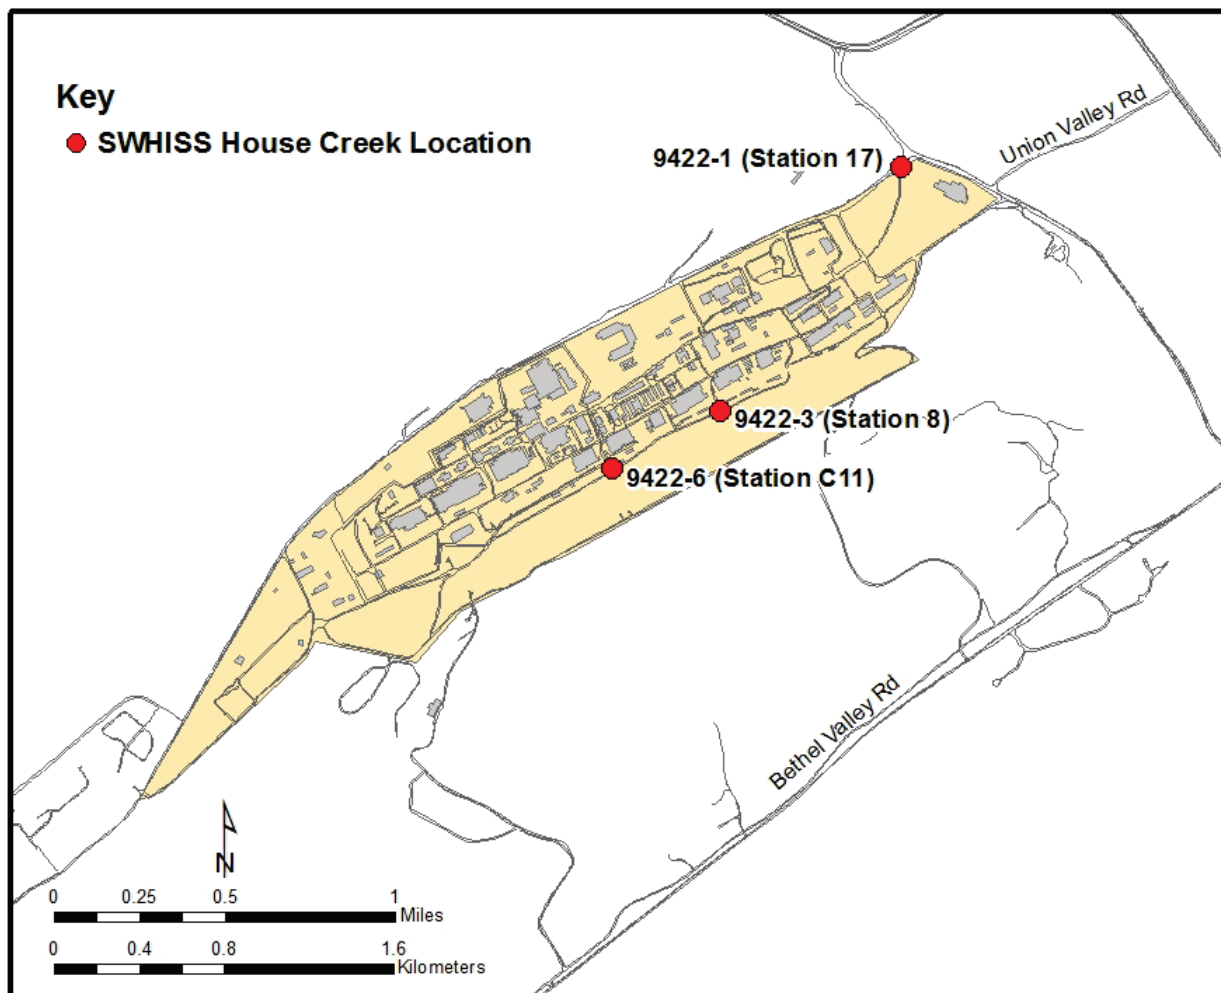 Key
SWHISS House Creek Location
Union Valley Rd
9422-1 (Station 17)
9422-3 (Station 8)
9422-6 (Station C11)
Bethel Valley Rd
N
0 0.25 0.5 1
Miles
0 0.4 0.8 1.6
Kilometers